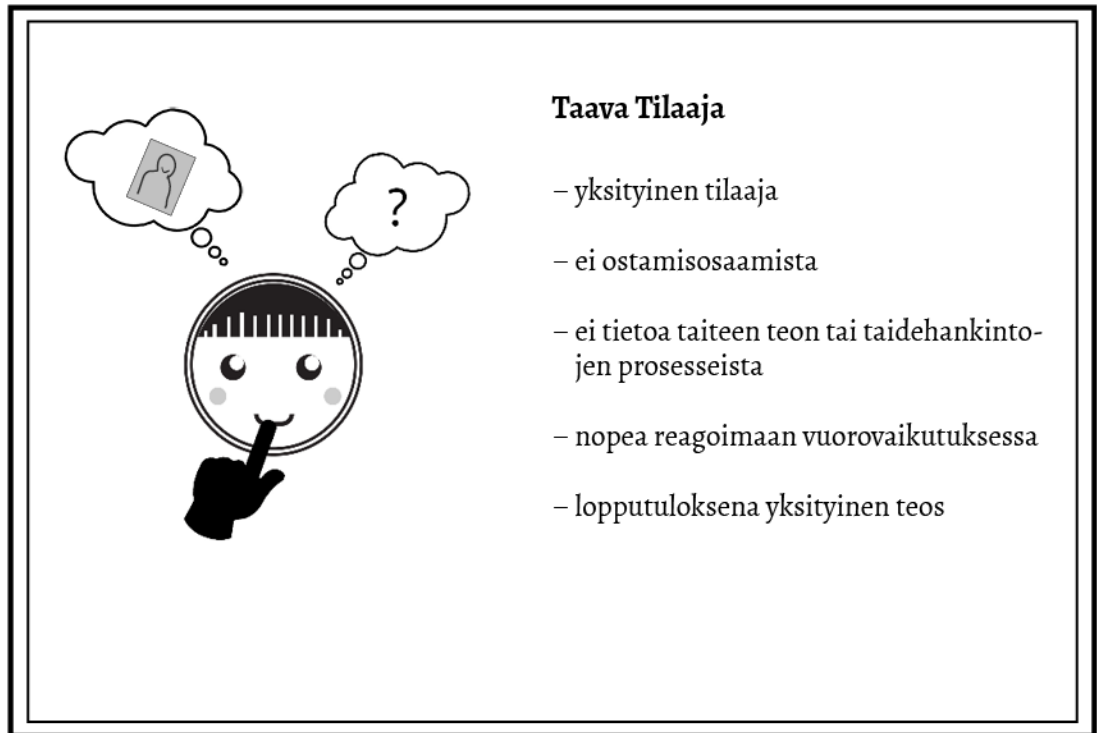 ?
Taava Tilaaja
– yksityinen tilaaja
– ei ostamisosaamista
– ei tietoa taiteen teon tai taidehankinto-
jen prosesseista
– nopea reagoimaan vuorovaikutuksessa
– lopputuloksena yksityinen teos